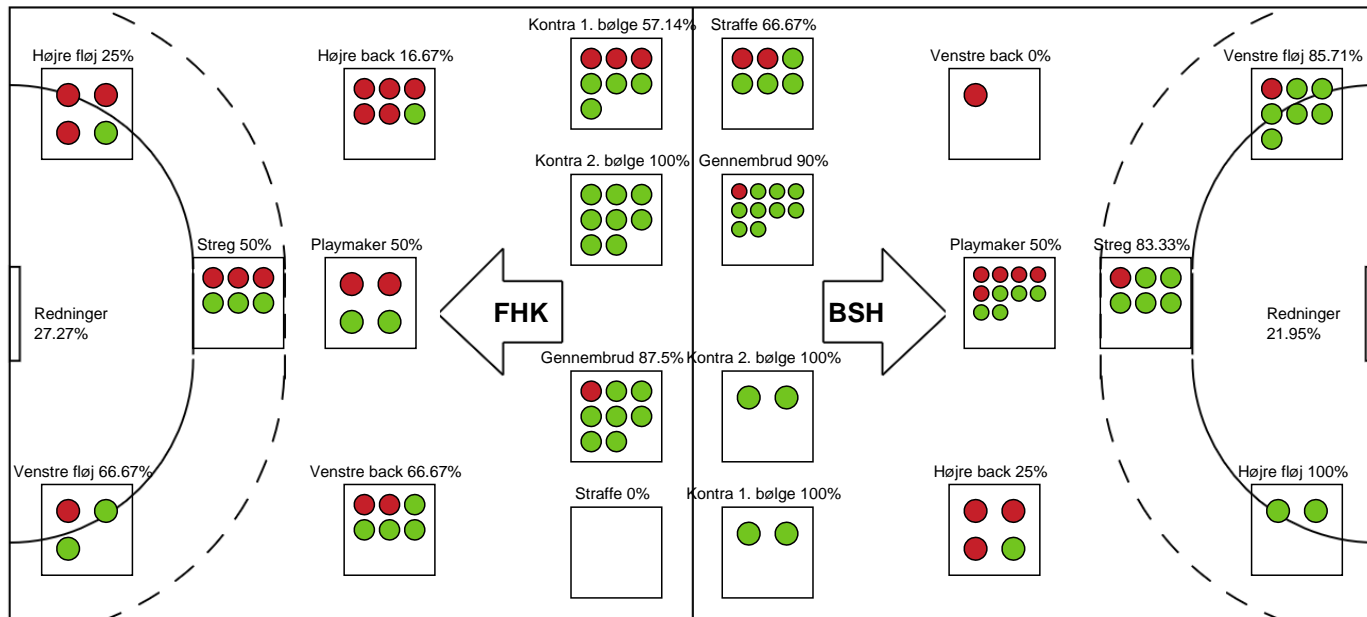 Kontra 1. bølge 57.14%
Straffe 66.67%
Højre fløj 25%
Højre back 16.67%
Venstre back 0%
Venstre fløj 85.71%
Kontra 2. bølge 100%
Gennembrud 90%
Streg 50%
Playmaker 50%
Playmaker 50%
Streg 83.33%
Redninger
27.27%
FHK
BSH
Redninger
21.95%
Gennembrud 87.5%
Kontra 2. bølge 100%
Venstre fløj 66.67%
Venstre back 66.67%
Straffe 0%
Kontra 1. bølge 100%
Højre back 25%
Højre fløj 100%